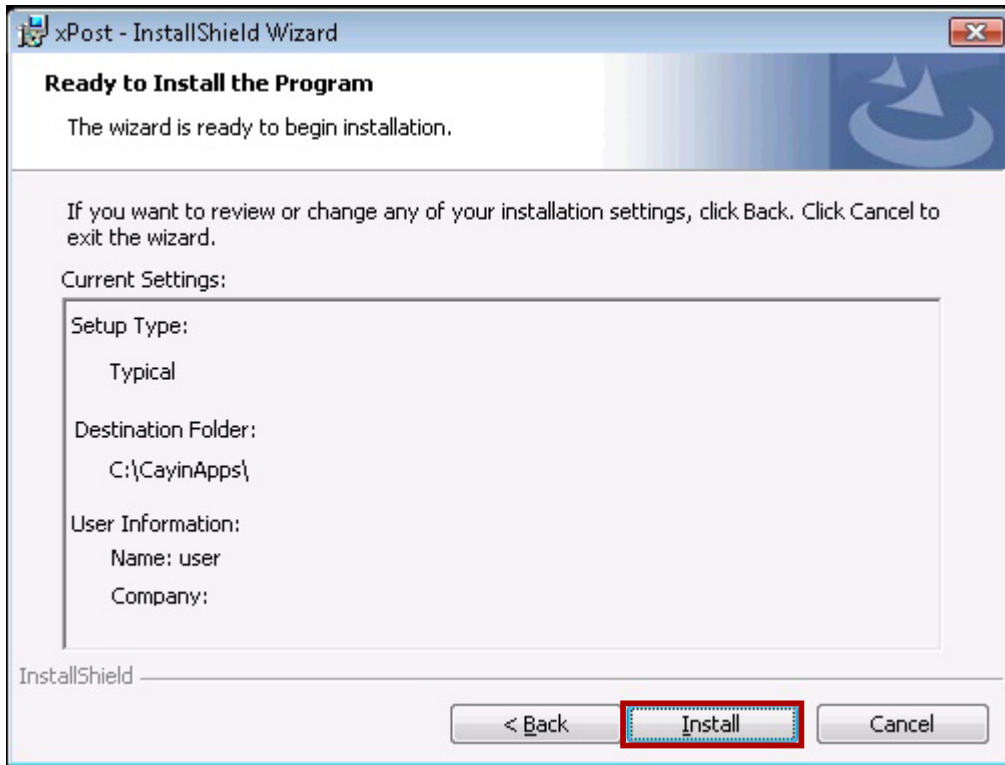 xPost - InstallShield Wizard
Ready to Install the Program
The wizard is ready to begin installation.
If you want to review or change any of your installation settings, click Back. Click Cancel to
exit the wizard.
Current Settings:
Setup Type:
Typical
Destination Folder:
C:\CayinApps\
User Information:
Name: user
Company:
InstallShield
< Back
Install
Cancel